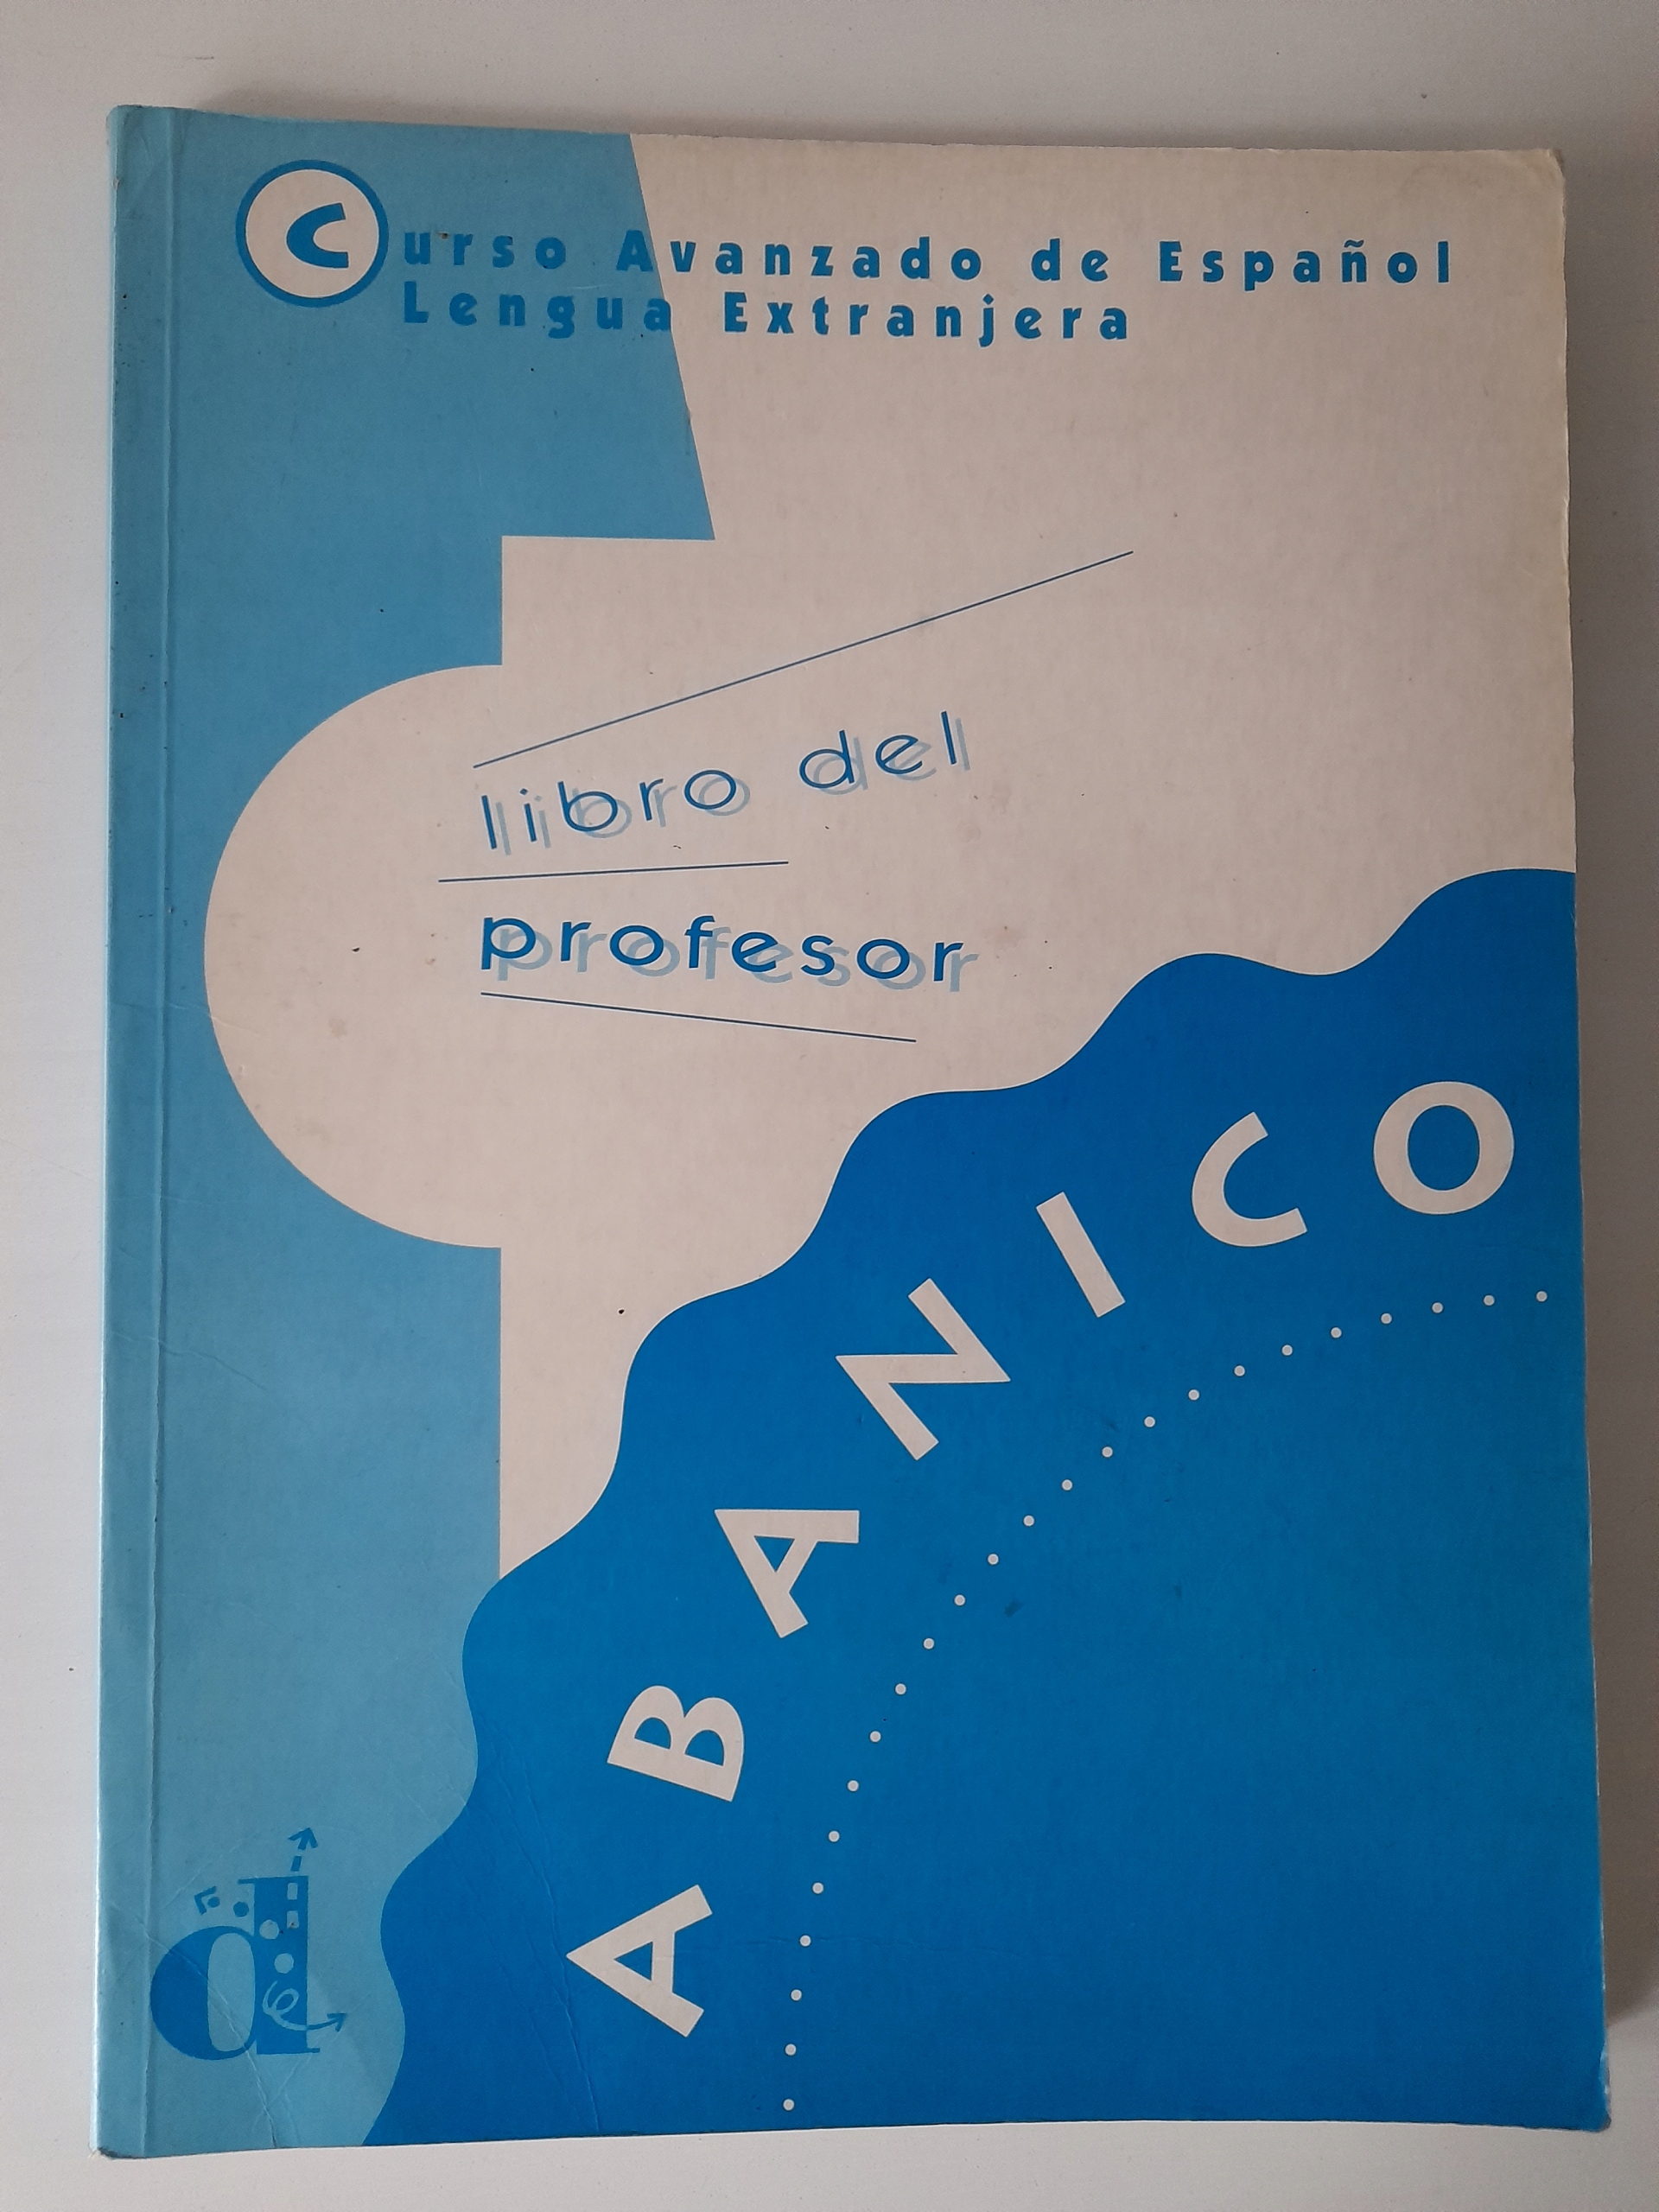 Curso Avanzado de Español
Lengua Extranjera
libro del
profesor
ABANICO